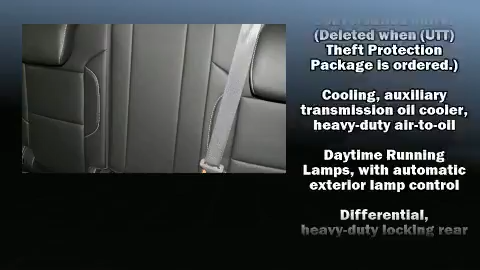 (Deleted when (UTT)
Theft Protection
Package is ordered.)
Cooling, auxiliary
transmission oil cooler,
heavy-duty air-to-oil
Daytime Running
Lamps, with automatic
exterior lamp control
Differential,
heavy-duty locking rear